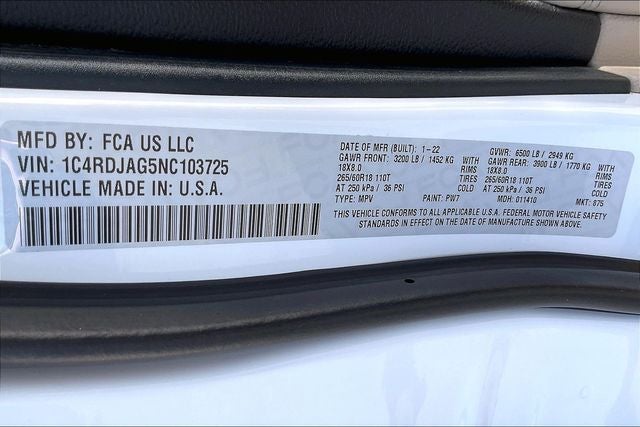 MFD BY: FCA US LLC
VIN: 1C4RDJAG5NC103725
VEHICLE MADE IN: U.S.A.
DATE OF MFR (BUILT): 1-22 GVWR: 6500 LB / 2949 KG
GAWR FRONT: 3200 LB / 1452 KG WITH GAWR REAR: 3900 LB / 1770 KG WITH
18X8.0 RIMS 18X8.0 RIMS
265/60R18 110T TIRES 265/60R18 110T TIRES
AT 250 kPa / 36 PSI COLD AT 250 kPa / 36 PSI COLD
TYPE: MPV PAINT: PW7 MDH: 011410 MKT: 875
THIS VEHICLE CONFORMS TO ALL APPLICABLE U.S.A. FEDERAL MOTOR VEHICLE SAFETY
STANDARDS IN EFFECT ON THE DATE OF MANUFACTURE SHOWN ABOVE.